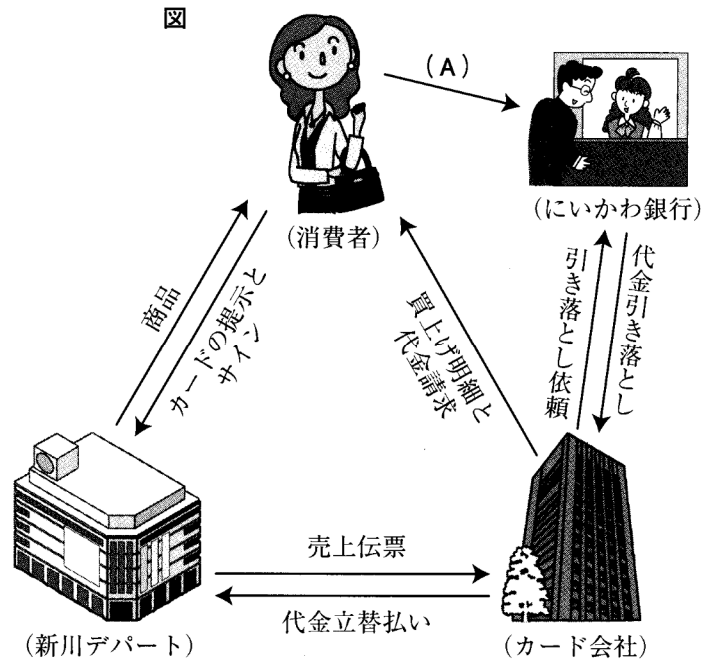 図
(A)
(消費者)
(にいかわ銀行)
商品
カードの提示と
サイン
買上げ明細と
代金請求
引き落とし依頼
代金引き落とし
売上伝票
代金立替払い
(新川デパート)
(カード会社)